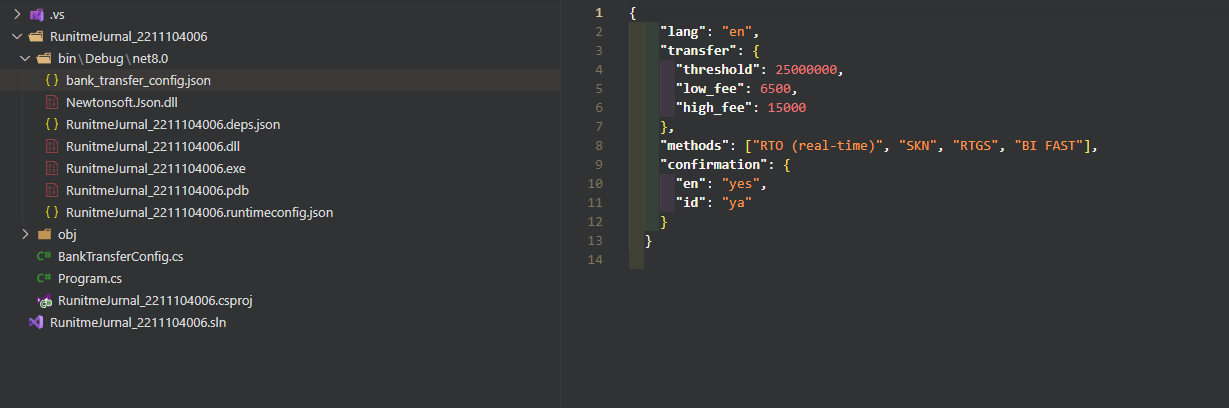 .vs
RunitmeJurnal_2211104006
bin\Debug\net8.0
{} bank_transfer_config.json
Newtonsoft.Json.dll
{} RunitmeJurnal_2211104006.deps.json
RunitmeJurnal_2211104006.dll
RunitmeJurnal_2211104006.exe
RunitmeJurnal_2211104006.pdb
{} RunitmeJurnal_2211104006.runtimeconfig.json
obj
C# BankTransferConfig.cs
C# Program.cs
RunitmeJurnal_2211104006.csproj
RunitmeJurnal_2211104006.sln
1 {
2 "lang": "en",
3 "transfer": {
4 "threshold": 25000000,
5 "low_fee": 6500,
6 "high_fee": 15000
7 },
8 "methods": ["RTO (real-time)", "SKN", "RTGS", "BI FAST"],
9 "confirmation": {
10 "en": "yes",
11 "id": "ya"
12 }
13 }
14